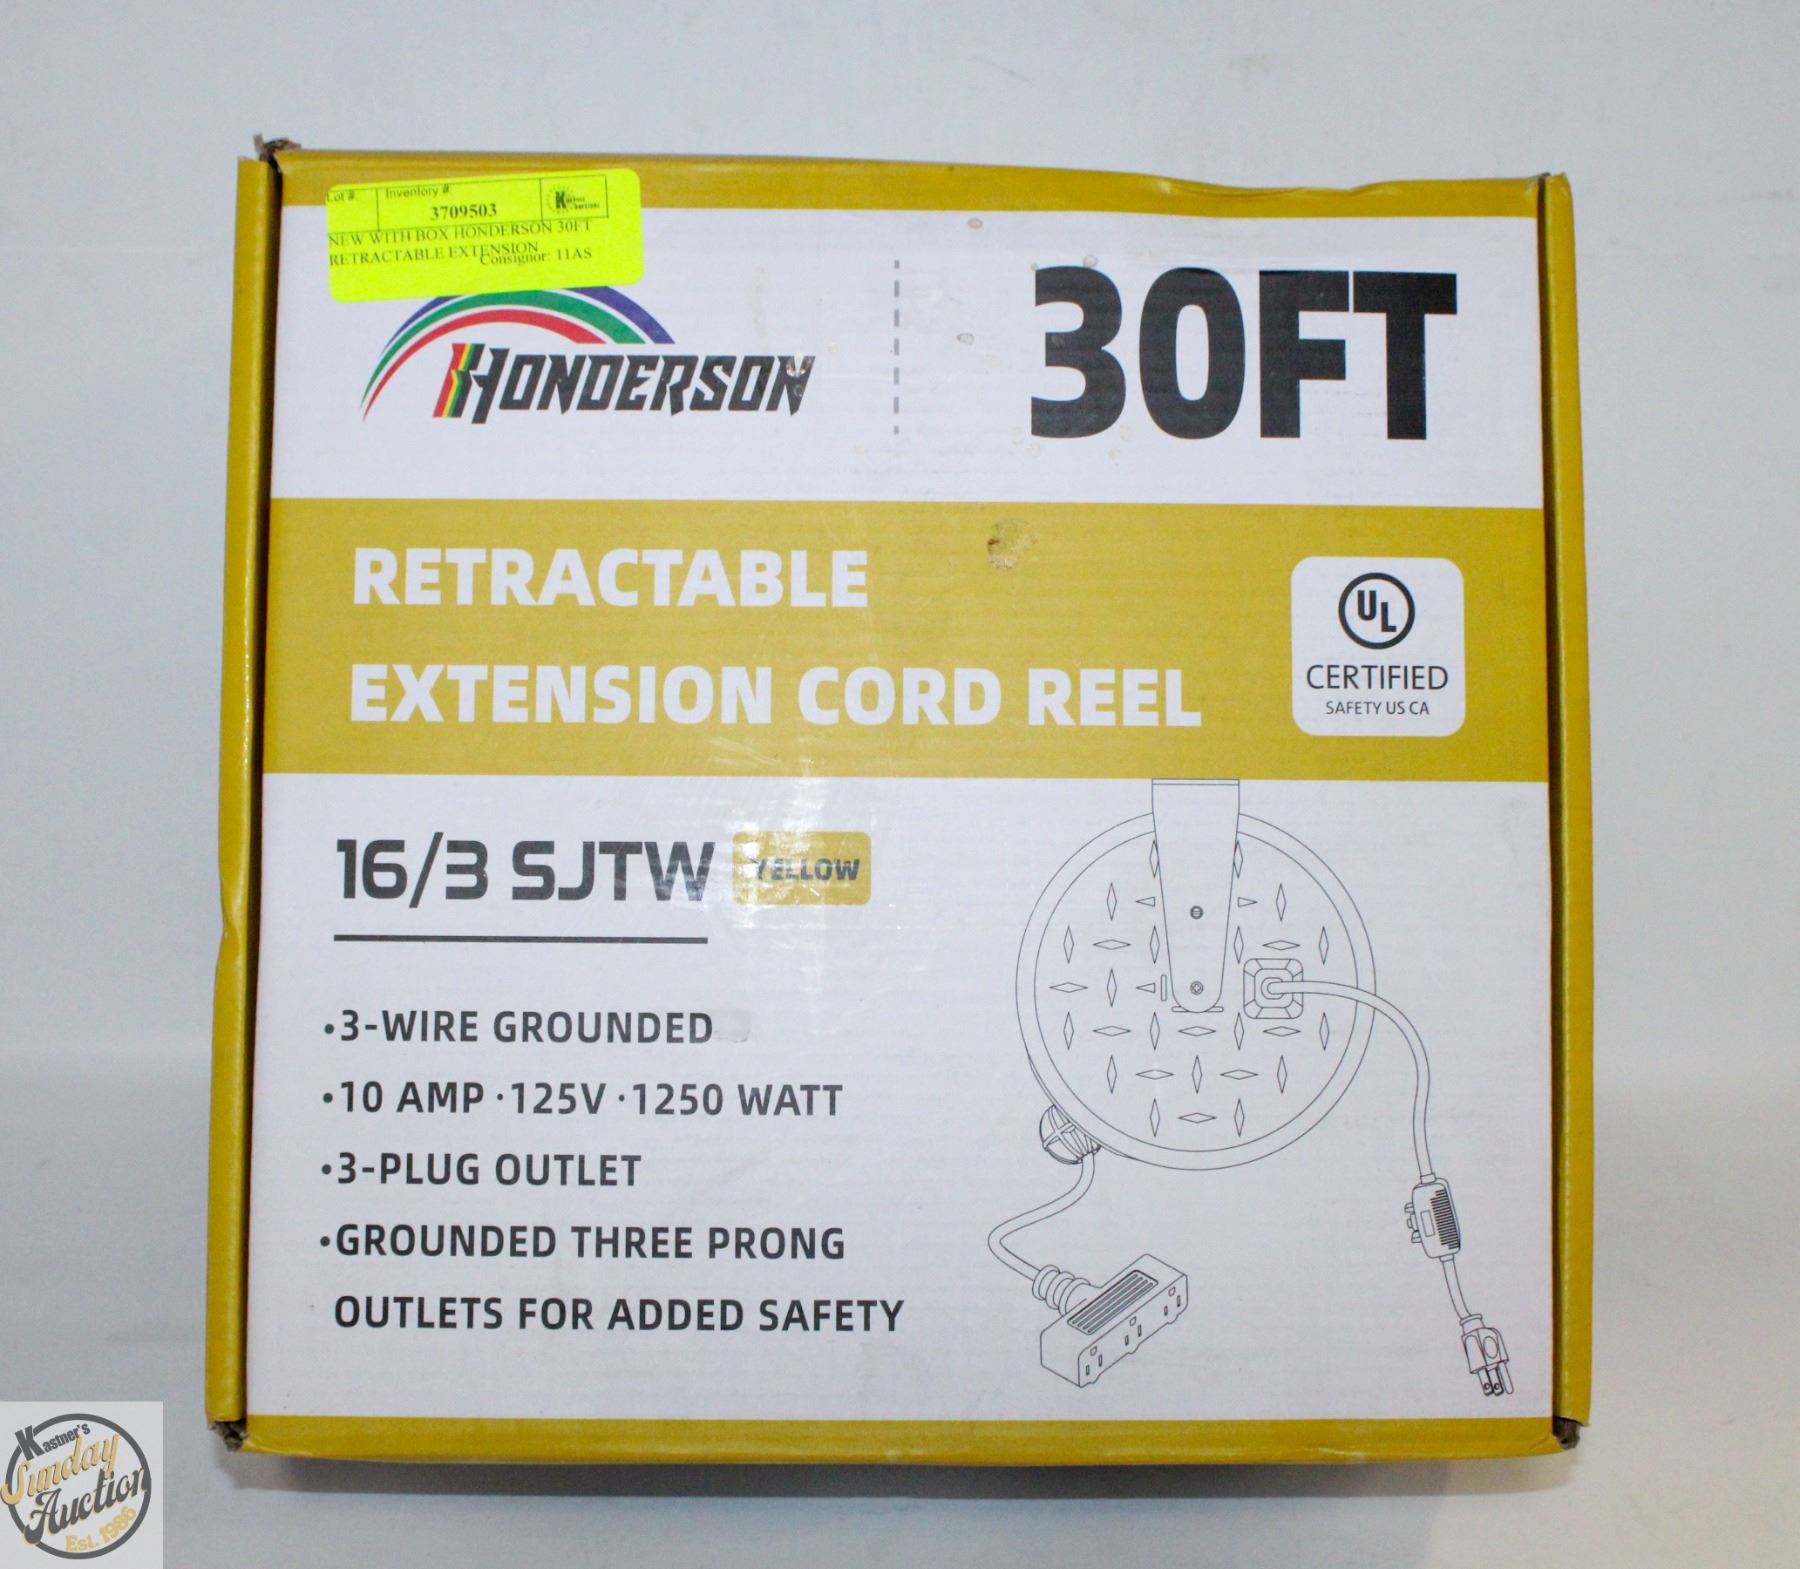 Lot #:
Inventory #
3709503
NEW WITH BOX HONDERSON 30FT
RETRACTABLE EXTENSION
Consignor: 11AS
HONDERSON
30FT
RETRACTABLE
EXTENSION CORD REEL
UL
CERTIFIED
SAFETY US CA
16/3 SJTW YELLOW
•3-WIRE GROUNDED
•10 AMP ·125V ·1250 WATT
•3-PLUG OUTLET
•GROUNDED THREE PRONG
OUTLETS FOR ADDED SAFETY
Kastner's
Sunday
Auction
Est. 1986